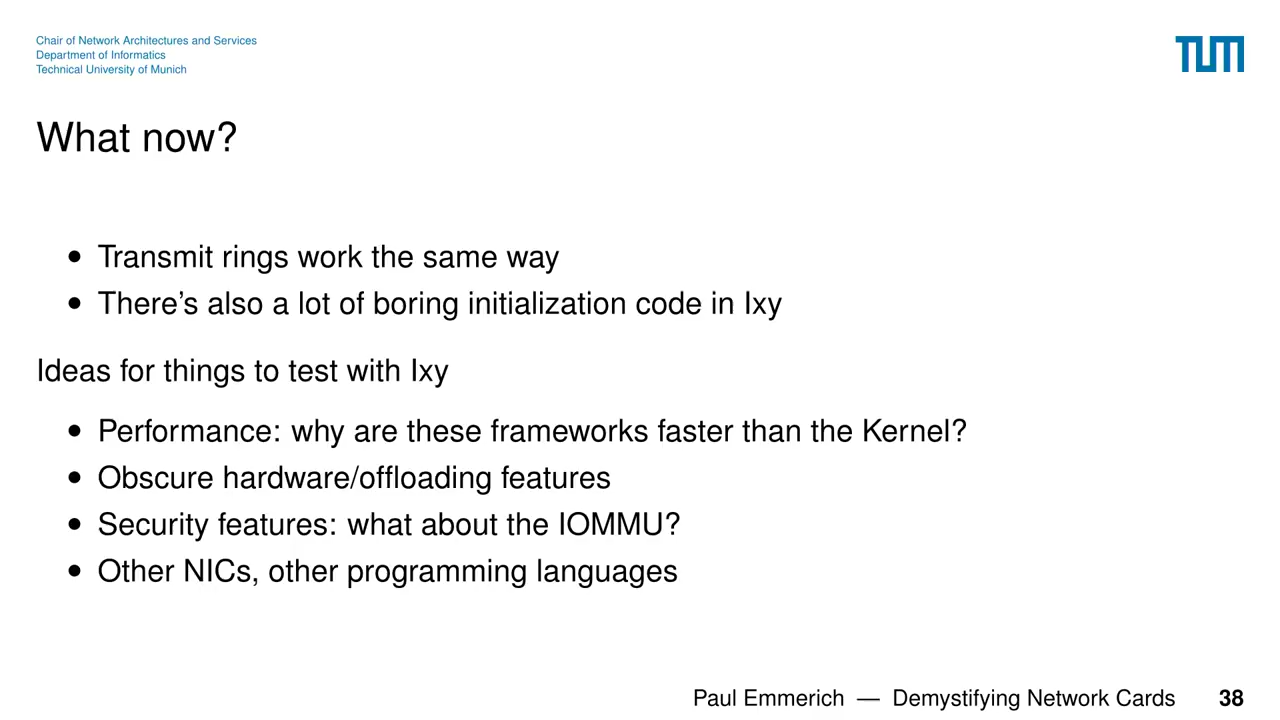 Chair of Network Architectures and Services
Department of Informatics
Technical University of Munich
TUM
What now?
• Transmit rings work the same way
• There's also a lot of boring initialization code in Ixy
Ideas for things to test with Ixy
• Performance: why are these frameworks faster than the Kernel?
• Obscure hardware/offloading features
• Security features: what about the IOMMU?
• Other NICs, other programming languages
Paul Emmerich — Demystifying Network Cards 38